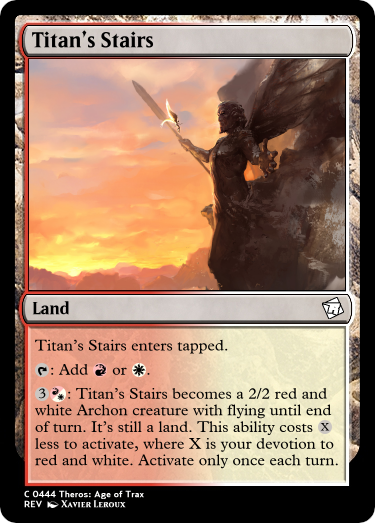 Titan's Stairs
Land
Titan's Stairs enters tapped.
: Add or .
3 : Titan's Stairs becomes a 2/2 red and
white Archon creature with flying until end
of turn. It's still a land. This ability costs X
less to activate, where X is your devotion to
red and white. Activate only once each turn.
C 0444 Theros: Age of Trax
REV Xavier Leroux